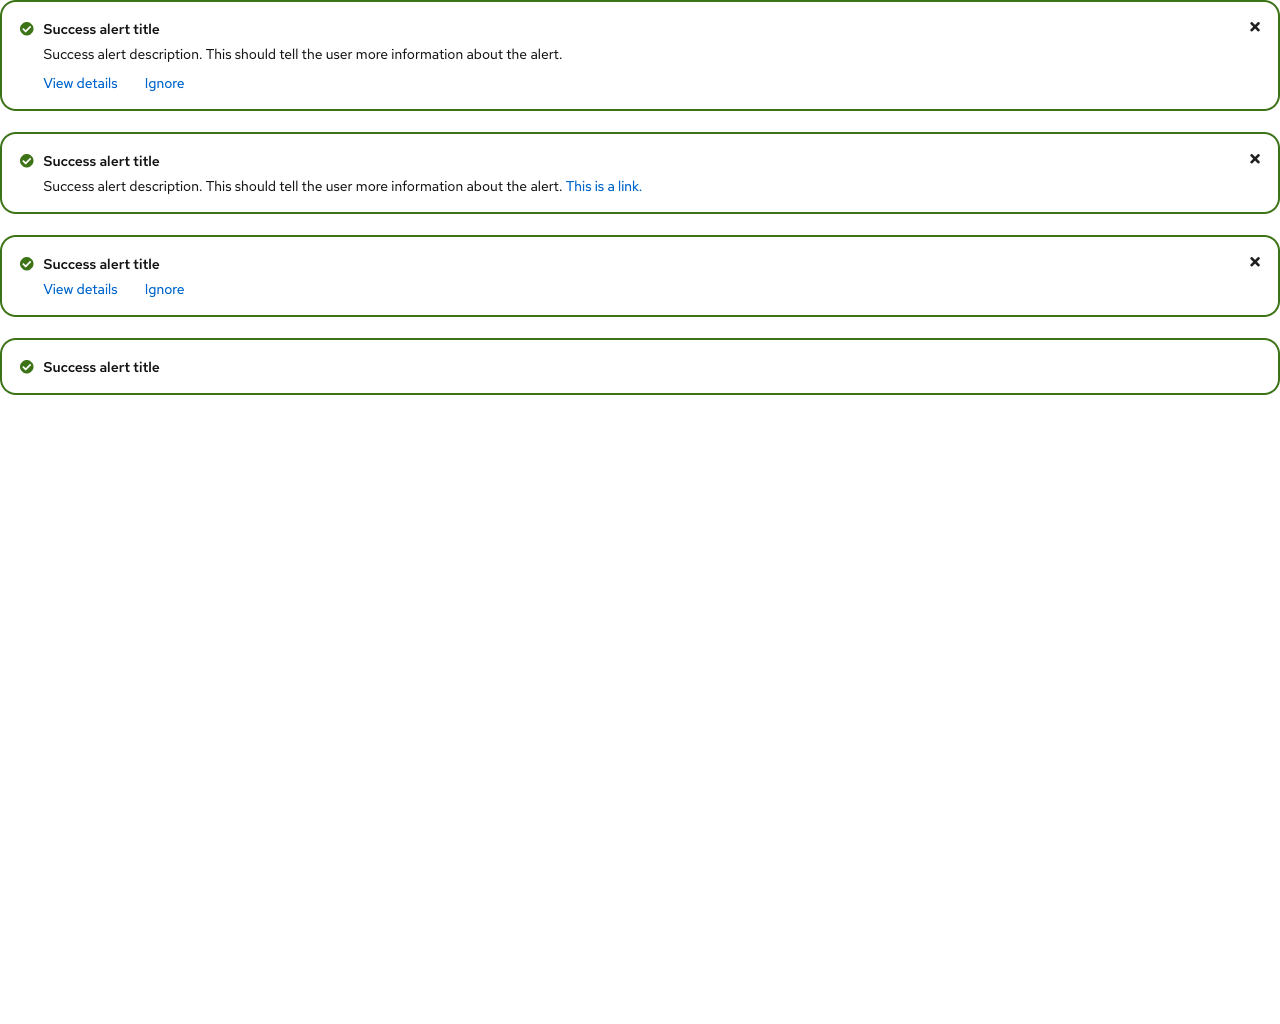 Success alert title
Success alert description. This should tell the user more information about the alert.
View details Ignore
Success alert title
Success alert description. This should tell the user more information about the alert. This is a link.
Success alert title
View details Ignore
Success alert title